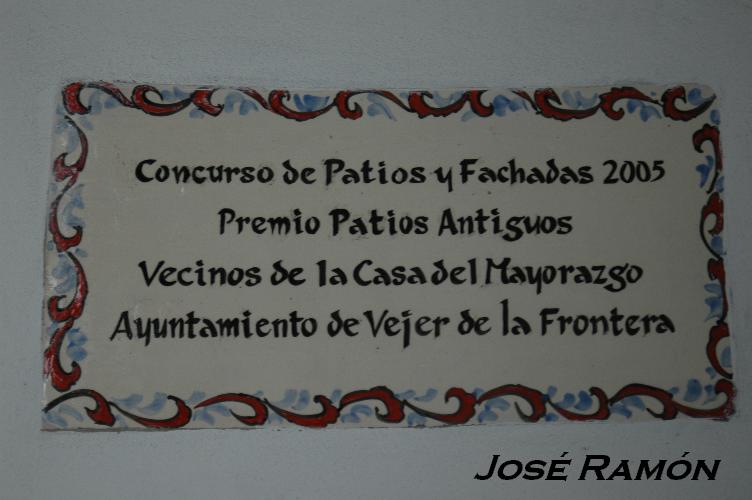 Concurso de Patios y Fachadas 2005
Premio Patios Antiguos
Vecinos de la Casa del Mayorazgo
Ayuntamiento de Vejer de la Frontera
José Ramón